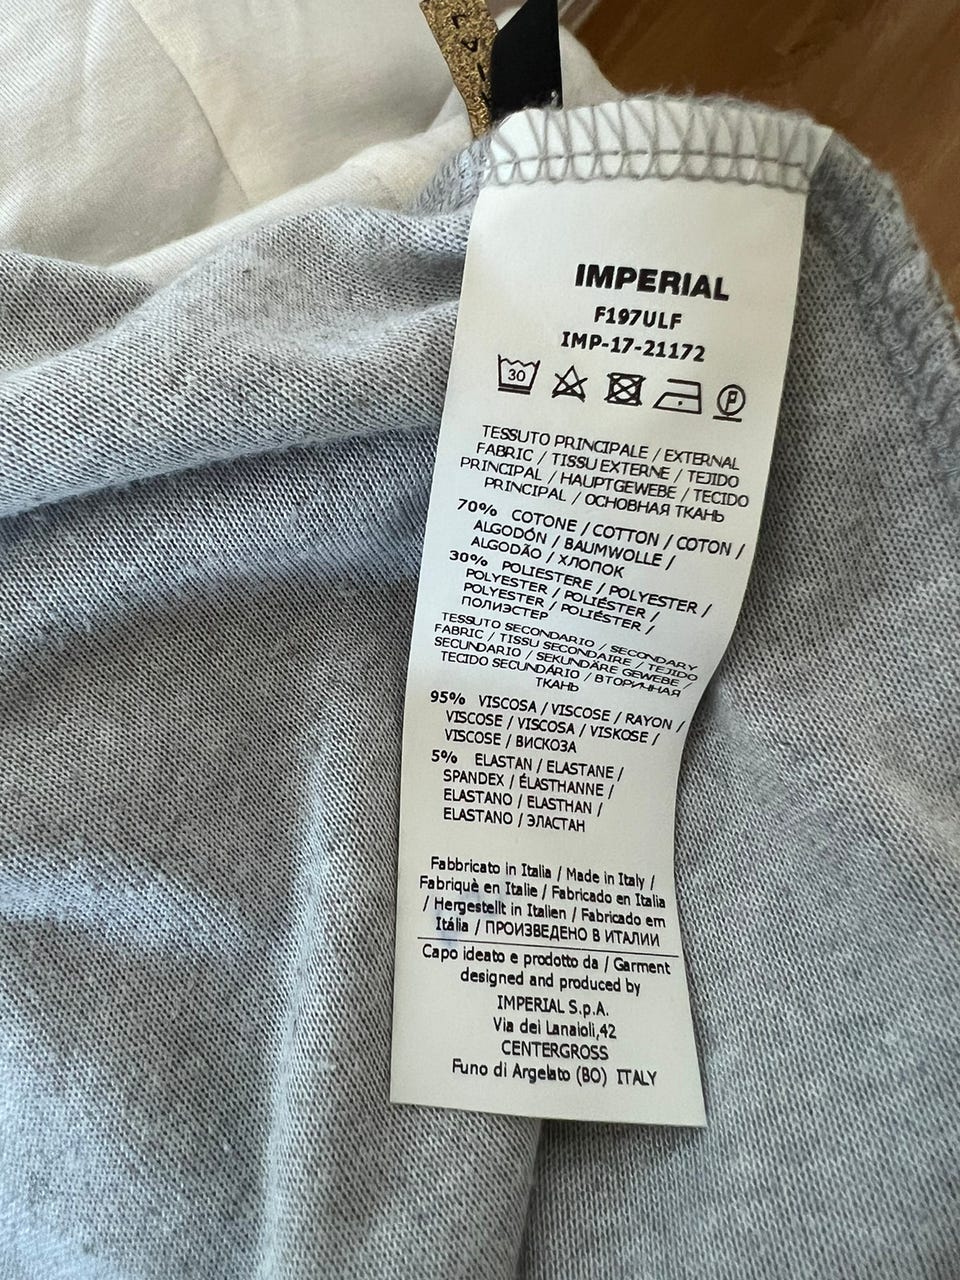 IMPERIAL
F197ULF
IMP-17-21172
30
P
TESSUTO PRINCIPALE / EXTERNAL
FABRIC / TISSU EXTERNE / TEJIDO
PRINCIPAL / HAUPTGEWEBE / TECIDO
PRINCIPAL / ОСНОВНАЯ ТКАНЬ
70% COTONE / COTTON / COTON /
ALGODÓN / BAUMWOLLE /
ALGODÃO / ХЛОПОК
30% POLIESTERE / POLYESTER /
POLYESTER / POLIÉSTER /
POLYESTER / POLIÉSTER /
ПОЛИЭСТЕР
TESSUTO SECONDARIO / SECONDARY
FABRIC / TISSU SECONDAIRE / TEJIDO
SECUNDARIO / SEKUNDÄRE GEWEBE /
TECIDO SECUNDÁRIO / ВТОРИЧНАЯ
ТКАНЬ
95% VISCOSA / VISCOSE / RAYON /
VISCOSE / VISCOSA / VISKOSE /
VISCOSE / ВИСКОЗА
5% ELASTAN / ELASTANE /
SPANDEX / ÉLASTHANNE /
ELASTANO / ELASTHAN /
ELASTANO / ЭЛАСТАН
Fabbricato in Italia / Made in Italy /
Fabriquè en Italie / Fabricado en Italia
/ Hergestellt in Italien / Fabricado em
Itália / ПРОИЗВЕДЕНО В ИТАЛИИ
Capo ideato e prodotto da / Garment
designed and produced by
IMPERIAL S.p.A.
Via dei Lanaioli,42
CENTERGROSS
Funo di Argelato (BO) ITALY